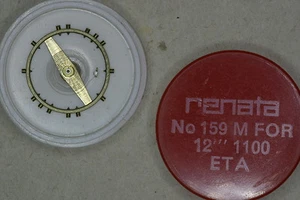 renata
No 159 M FOR
12''' 1100
ETA